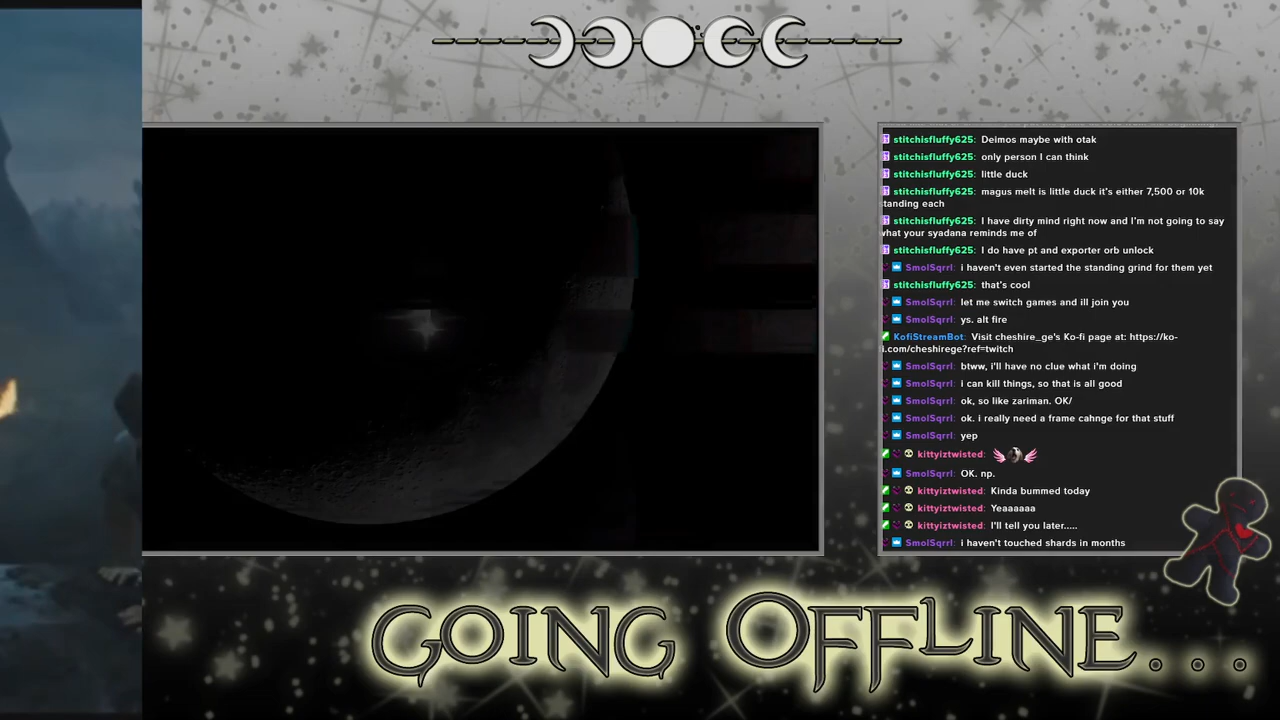 stitchisfluffy625: Deimos maybe with otak
stitchisfluffy625: only person I can think
stitchisfluffy625: little duck
stitchisfluffy625: magus melt is little duck it's either 7,500 or 10k
standing each
stitchisfluffy625: I have dirty mind right now and I'm not going to say
what your syadana reminds me of
stitchisfluffy625: I do have pt and exporter orb unlock
SmolSqrrl: i haven't even started the standing grind for them yet
stitchisfluffy625: that's cool
SmolSqrrl: let me switch games and ill join you
SmolSqrrl: ys. alt fire
KofiStreamBot: Visit cheshire_ge's Ko-fi page at: https://ko-
fi.com/cheshirege?ref=twitch
SmolSqrrl: btww, i'll have no clue what i'm doing
SmolSqrrl: i can kill things, so that is all good
SmolSqrrl: ok, so like zariman. OK/
SmolSqrrl: ok. i really need a frame cahnge for that stuff
SmolSqrrl: yep
kittyiztwisted:
SmolSqrrl: OK. np.
kittyiztwisted: Kinda bummed today
kittyiztwisted: Yeaaaaaa
kittyiztwisted: I'll tell you later.....
SmolSqrrl: i haven't touched shards in months
GOING OFFLINE...